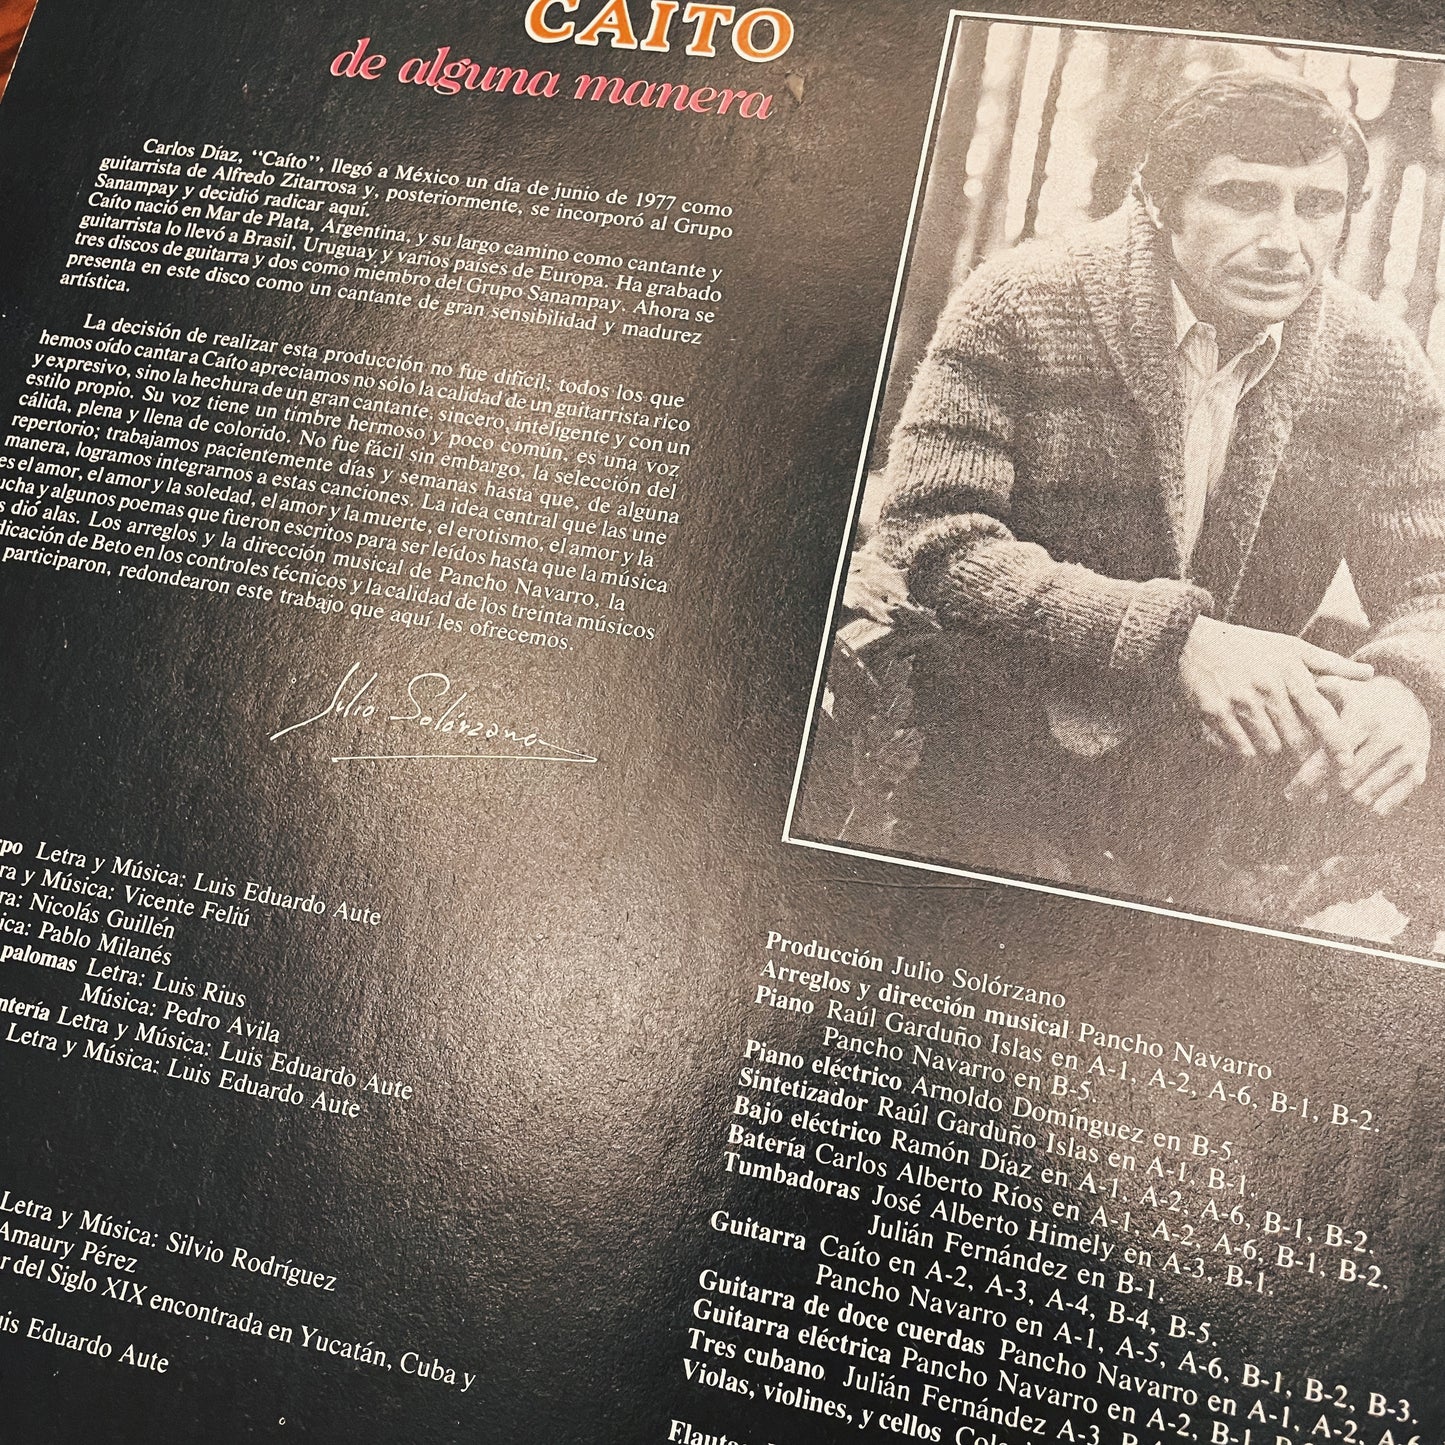 CAITO
de alguna manera
Carlos Díaz, “Caíto”, llegó a México un día de junio de 1977 como
guitarrista de Alfredo Zitarrosa y, posteriormente, se incorporó al Grupo
Sanampay y decidió radicar aquí.
Caíto nació en Mar de Plata, Argentina, y su largo camino como cantante y
guitarrista lo llevó a Brasil, Uruguay y varios países de Europa. Ha grabado
tres discos de guitarra y dos como miembro del Grupo Sanampay. Ahora se
presenta en este disco como un cantante de gran sensibilidad y madurez
artística.
La decisión de realizar esta producción no fue difícil; todos los que
hemos oído cantar a Caíto apreciamos no sólo la calidad de un guitarrista rico
y expresivo, sino la hechura de un gran cantante; sincero, inteligente y con un
estilo propio. Su voz tiene un timbre hermoso y poco común, es una voz
cálida, plena y llena de colorido. No fue fácil sin embargo, la selección del
repertorio; trabajamos pacientemente días y semanas hasta que, de alguna
manera, logramos integrarnos a estas canciones. La idea central que las une
es el amor, el amor y la soledad, el amor y la muerte, el erotismo, el amor y la
ucha y algunos poemas que fueron escritos para ser leídos hasta que la música
s dió alas. Los arreglos y la dirección musical de Pancho Navarro, la
dicación de Beto en los controles técnicos y la calidad de los treinta músicos
participaron, redondearon este trabajo que aquí les ofrecemos.
Julio Solórzano
rpo Letra y Música: Luis Eduardo Aute
ra y Música: Vicente Feliú
ra: Nicolás Guillén
ica: Pablo Milanés
palomas Letra: Luis Rius
Música: Pedro Avila
ntería Letra y Música: Luis Eduardo Aute
Letra y Música: Luis Eduardo Aute
Letra y Música: Silvio Rodríguez
Amaury Pérez
r del Siglo XIX encontrada en Yucatán, Cuba y
uis Eduardo Aute
Producción Julio Solórzano
Arreglos y dirección musical Pancho Navarro
Piano Raúl Garduño Islas en A-1, A-2, A-6, B-1, B-2.
Pancho Navarro en B-5.
Piano eléctrico Arnoldo Domínguez en B-5.
Sintetizador Raúl Garduño Islas en A-1, B-1.
Bajo eléctrico Ramón Díaz en A-1, A-2, A-6, B-1, B-2.
Batería Carlos Alberto Ríos en A-1, A-2, A-6, B-1, B-2.
Tumbadoras José Alberto Himely en A-3, B-1.
Julián Fernández en B-1.
Guitarra Caíto en A-2, A-3, A-4, B-4, B-5.
Pancho Navarro en A-1, A-5, A-6, B-1, B-2, B-3.
Guitarra de doce cuerdas Pancho Navarro en A-1, A-2, A-6
Guitarra eléctrica Pancho Navarro en A-2, B-1
Tres cubano Julián Fernández A-3
Violas, violines, y cellos